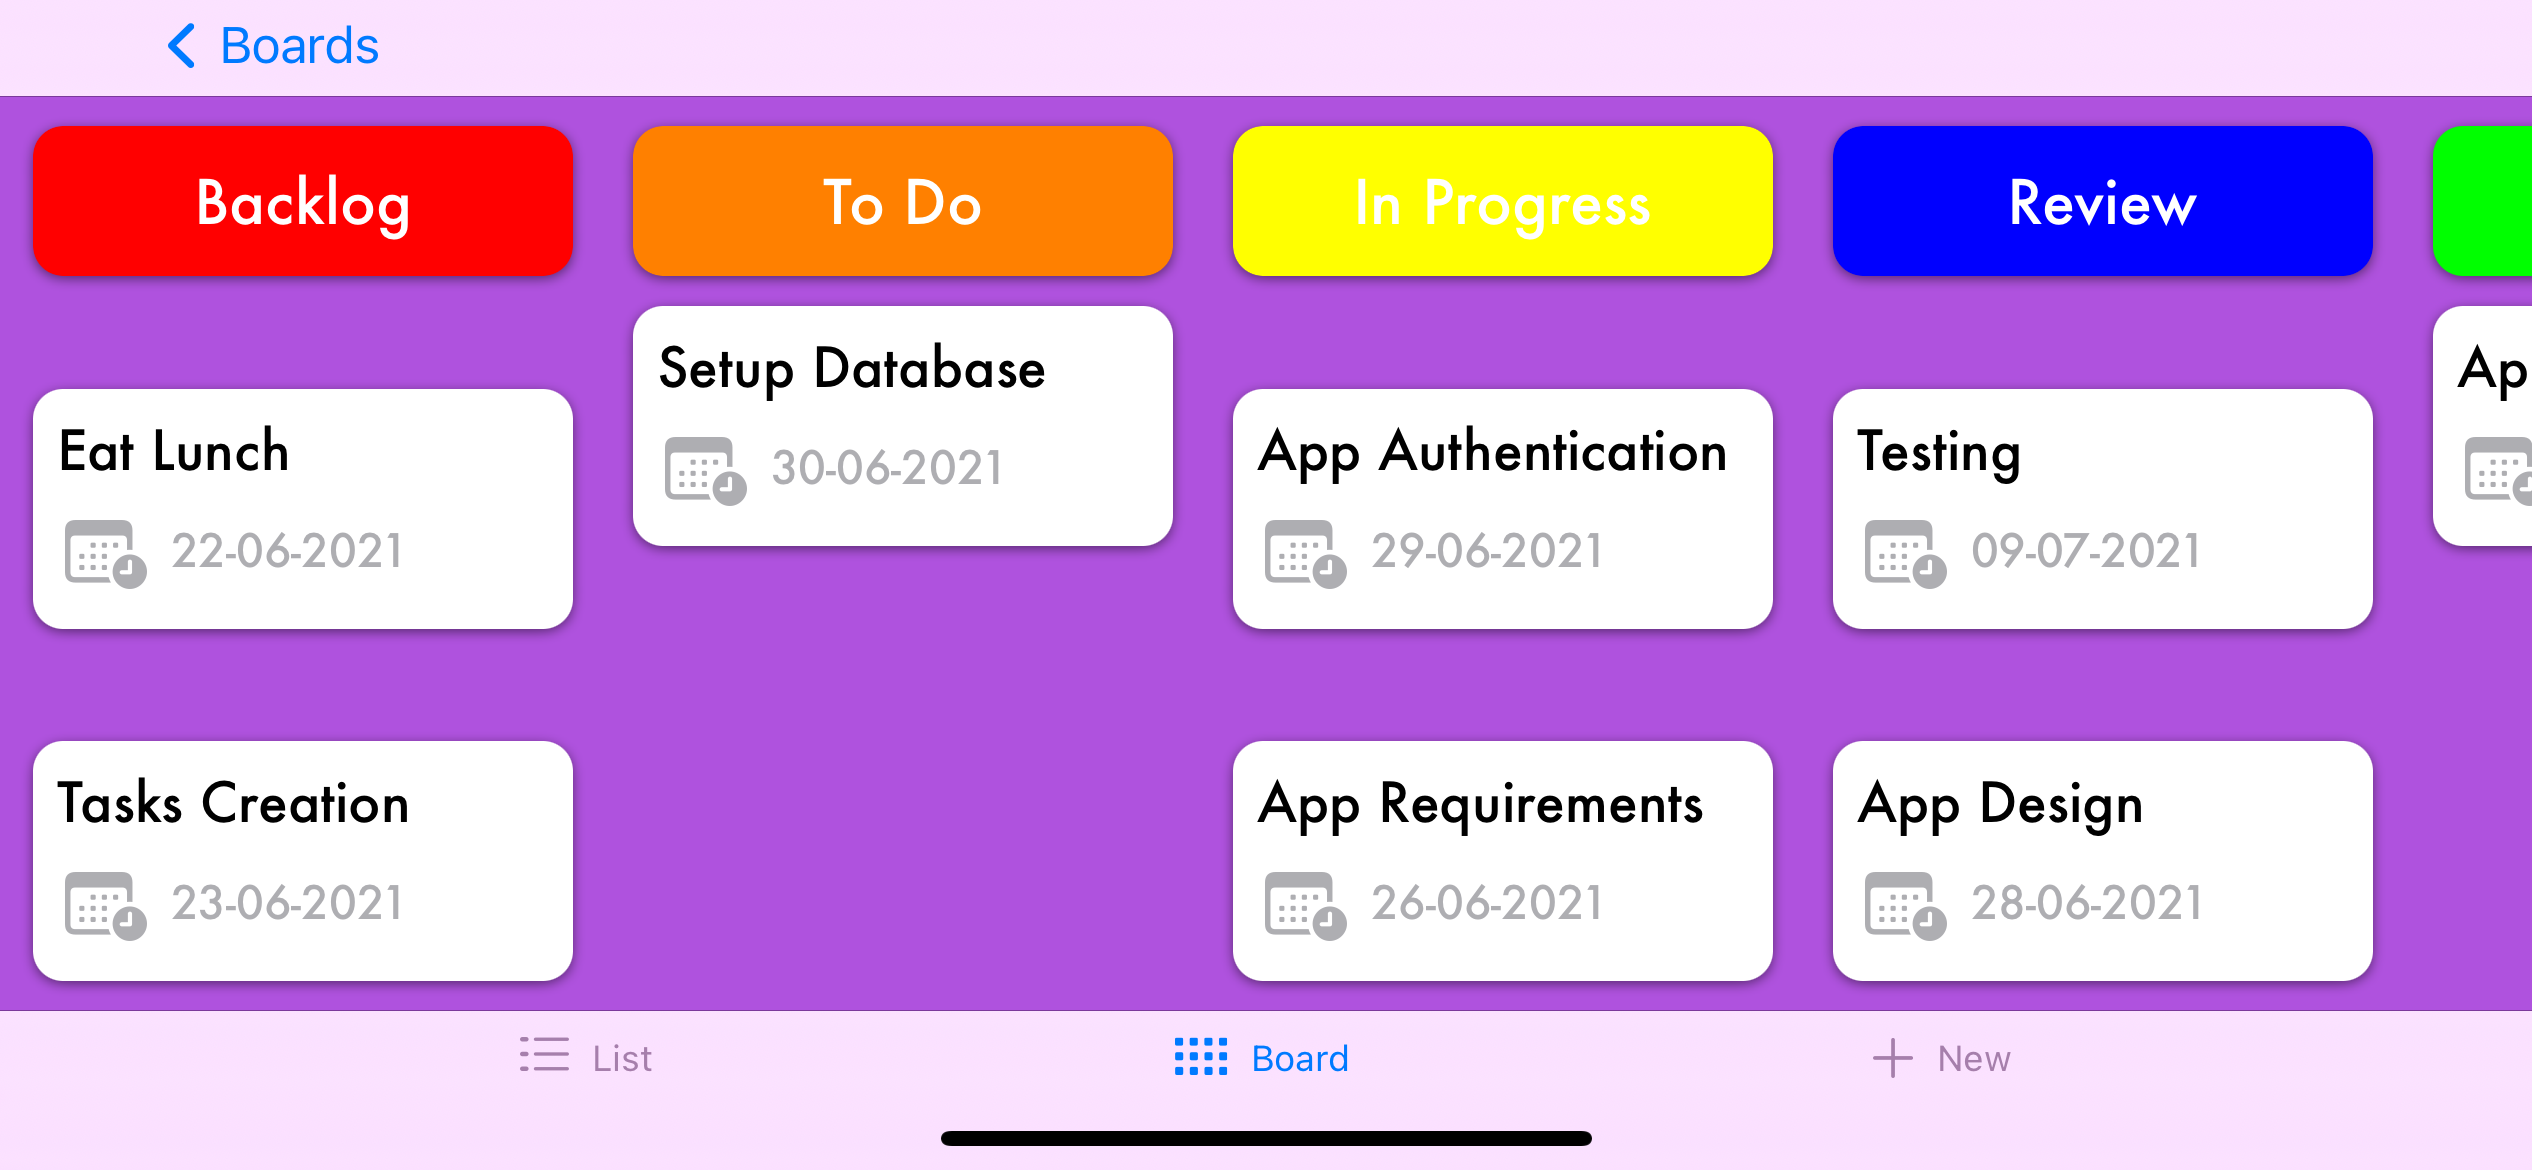 Boards
Backlog
To Do
In Progress
Review
Eat Lunch
22-06-2021
Tasks Creation
23-06-2021
Setup Database
30-06-2021
App Authentication
29-06-2021
App Requirements
26-06-2021
Testing
09-07-2021
App Design
28-06-2021
List
Board
New